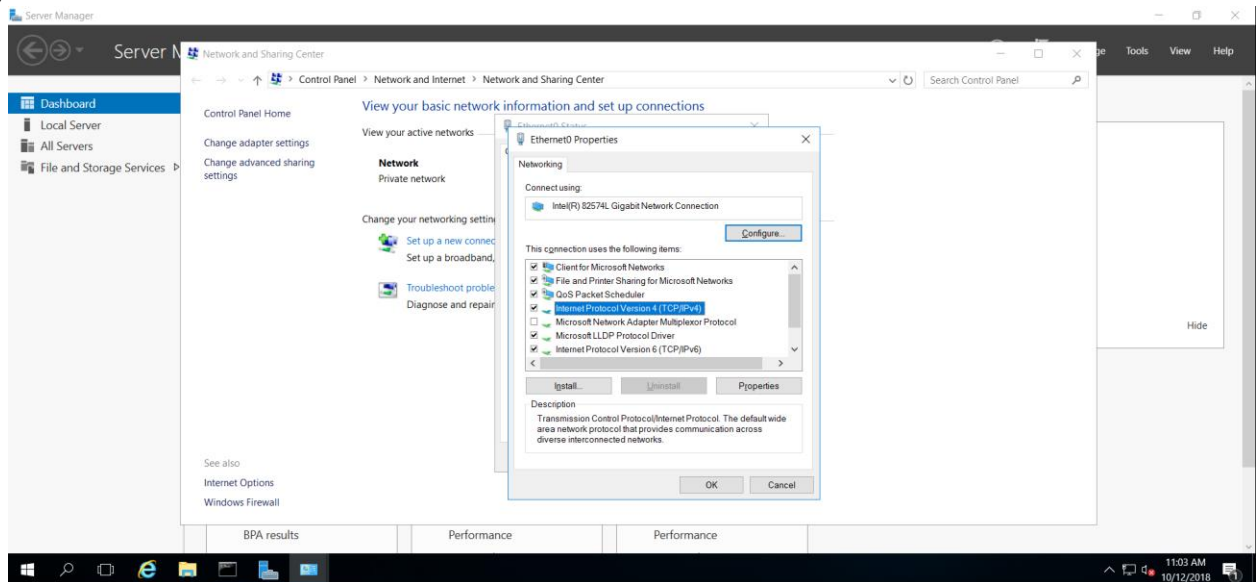 Server Manager
Server M
ge Tools View Help
Dashboard
Local Server
All Servers
File and Storage Services
Network and Sharing Center
Control Panel > Network and Internet > Network and Sharing Center
Search Control Panel
Control Panel Home
Change adapter settings
Change advanced sharing
settings
View your basic network information and set up connections
View your active networks
Network
Private network
Change your networking settin
Set up a new connec
Set up a broadband,
Troubleshoot proble
Diagnose and repair
See also
Internet Options
Windows Firewall
Ethernet0 Status
Ethernet0 Properties
Networking
Connect using:
Intel(R) 82574L Gigabit Network Connection
Configure...
This connection uses the following items:
Client for Microsoft Networks
File and Printer Sharing for Microsoft Networks
QoS Packet Scheduler
Internet Protocol Version 4 (TCP/IPv4)
Microsoft Network Adapter Multiplexor Protocol
Microsoft LLDP Protocol Driver
Internet Protocol Version 6 (TCP/IPv6)
Install... Uninstall Properties
Description
Transmission Control Protocol/Internet Protocol. The default wide
area network protocol that provides communication across
diverse interconnected networks.
OK Cancel
Hide
BPA results
Performance
Performance
11:03 AM
10/12/2018